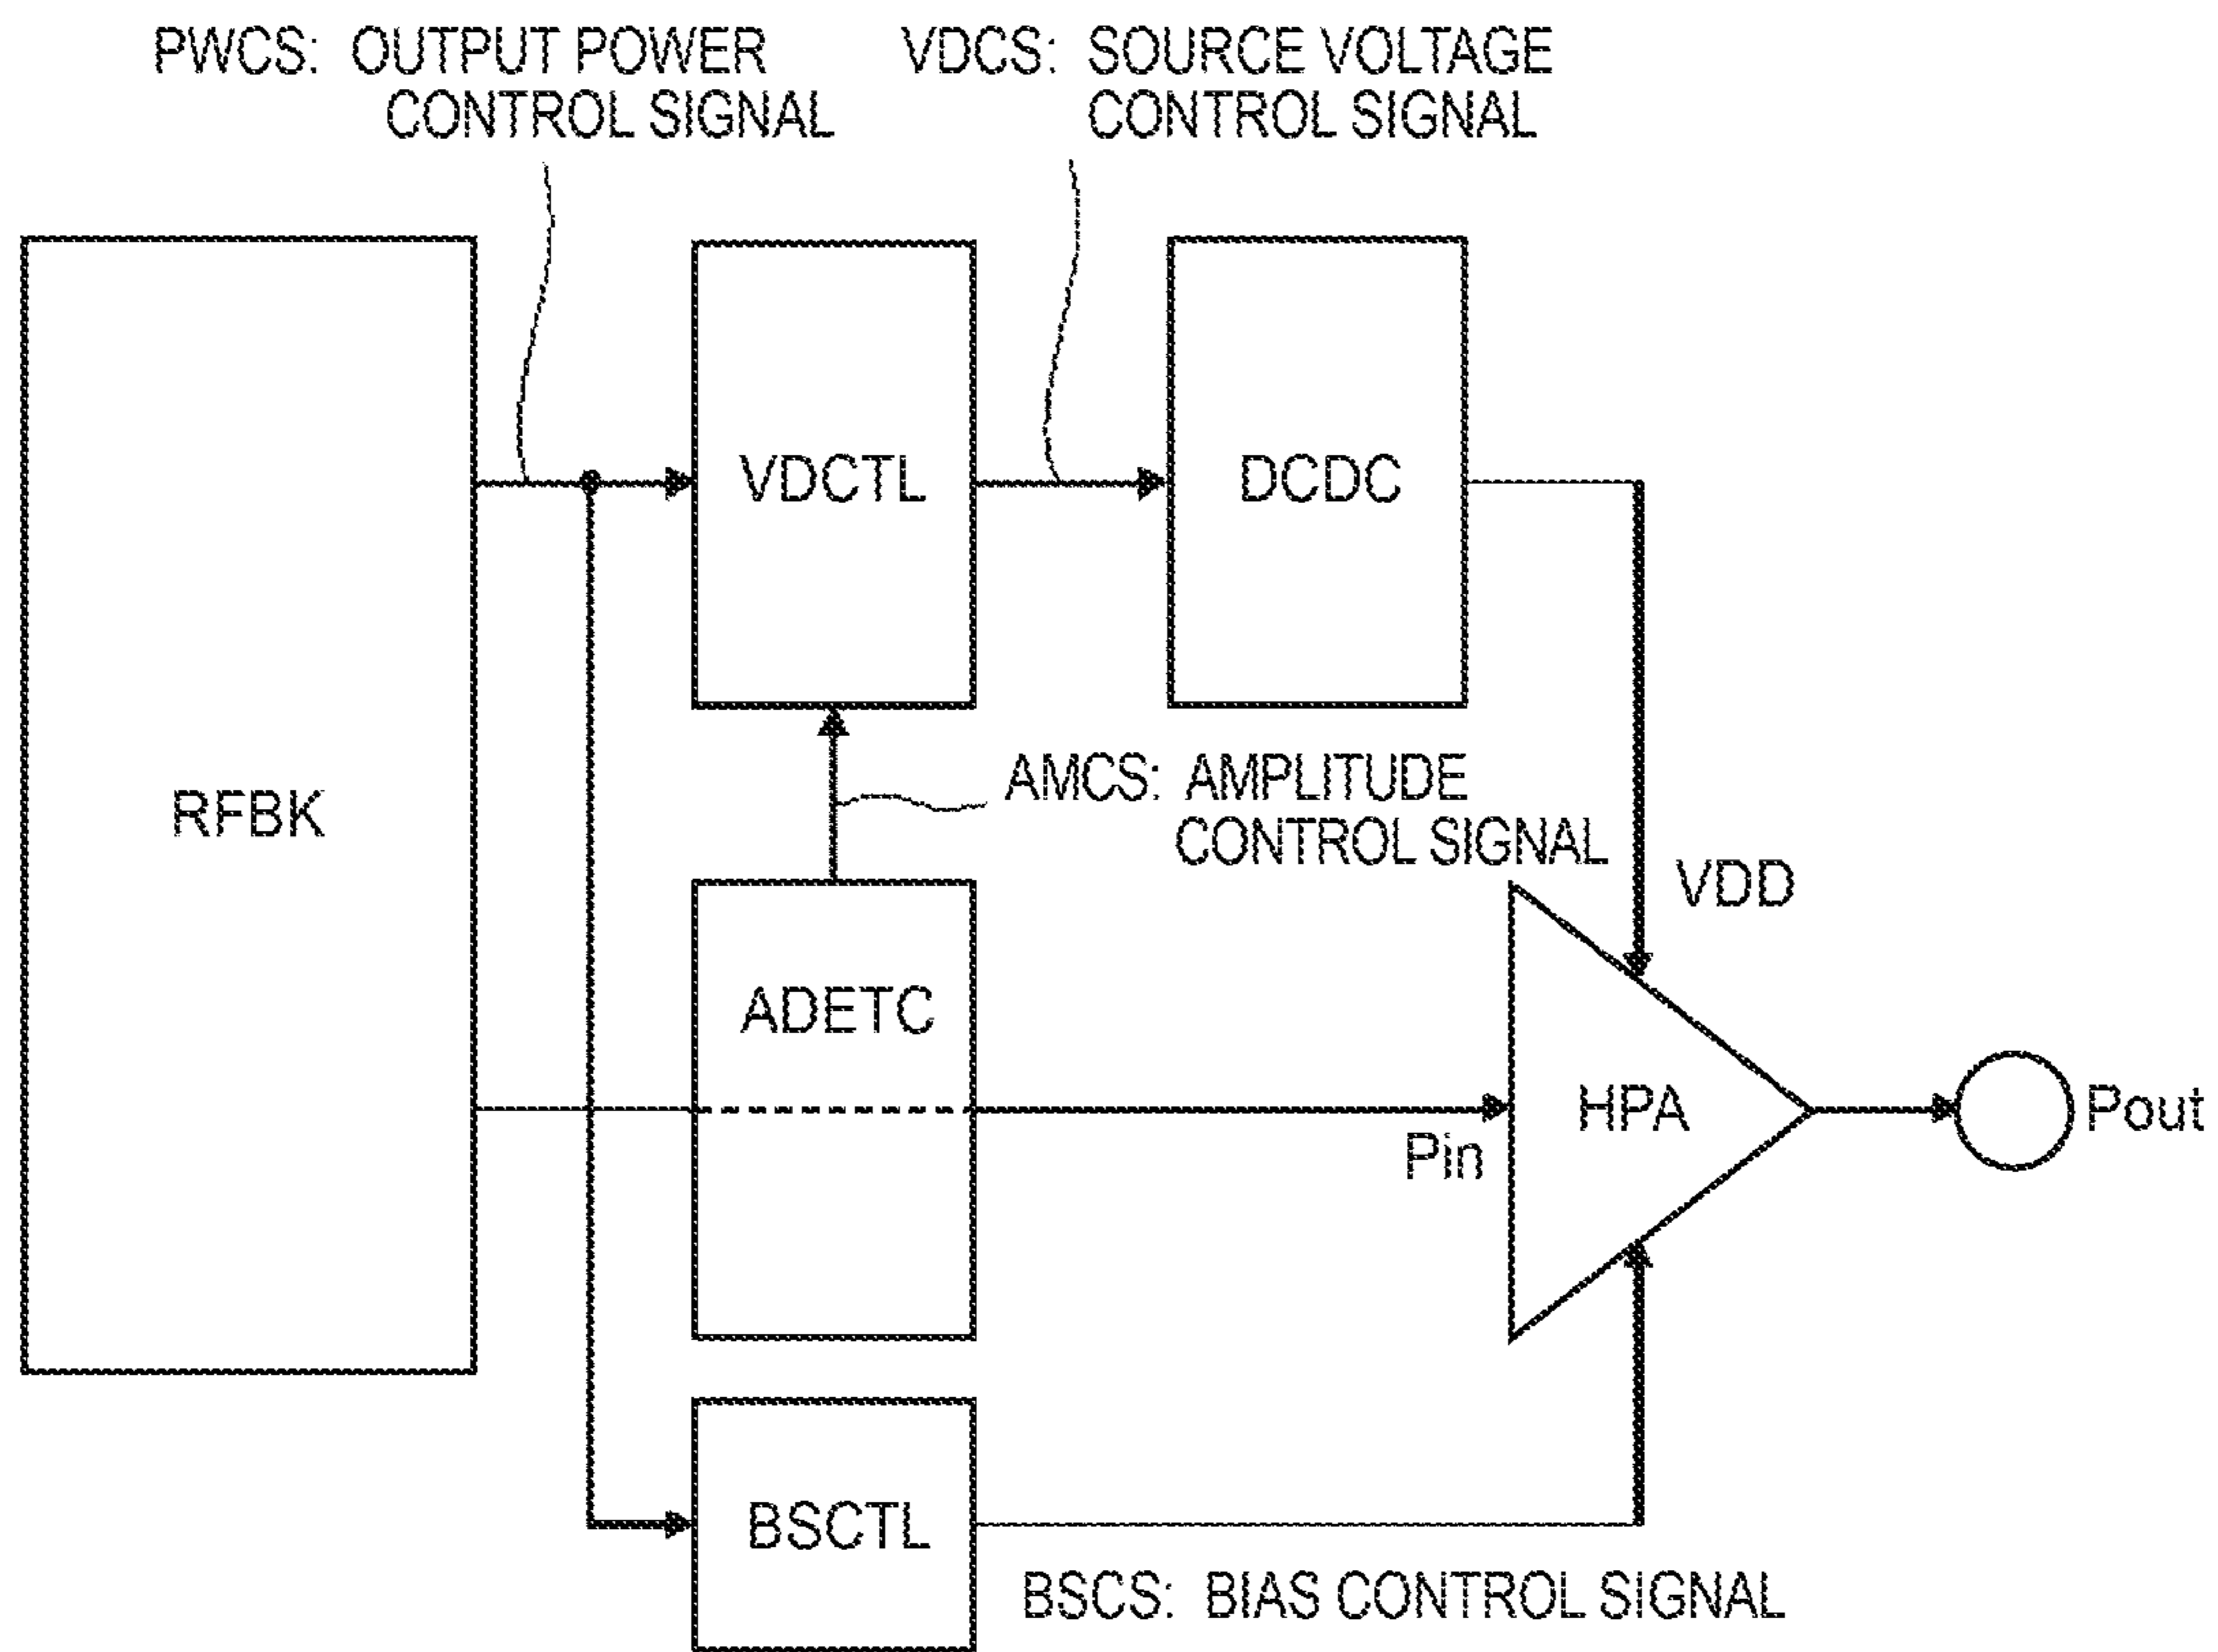 PWCS: OUTPUT POWER
CONTROL SIGNAL
VDCS: SOURCE VOLTAGE
CONTROL SIGNAL
VDCTL
DCDC
RFBK
AMCS: AMPLITUDE
CONTROL SIGNAL
VDD
ADETC
HPA
Pout
Pin
BSCTL
BSCS: BIAS CONTROL SIGNAL